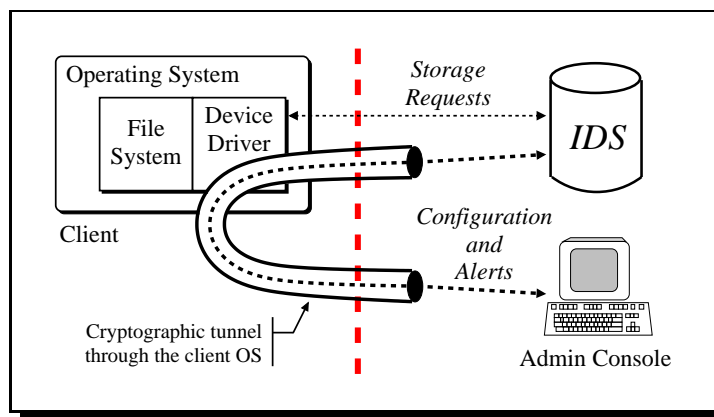 Operating System
File
System
Device
Driver
Client
Storage
Requests
IDS
Configuration
and
Alerts
Cryptographic tunnel
through the client OS
Admin Console